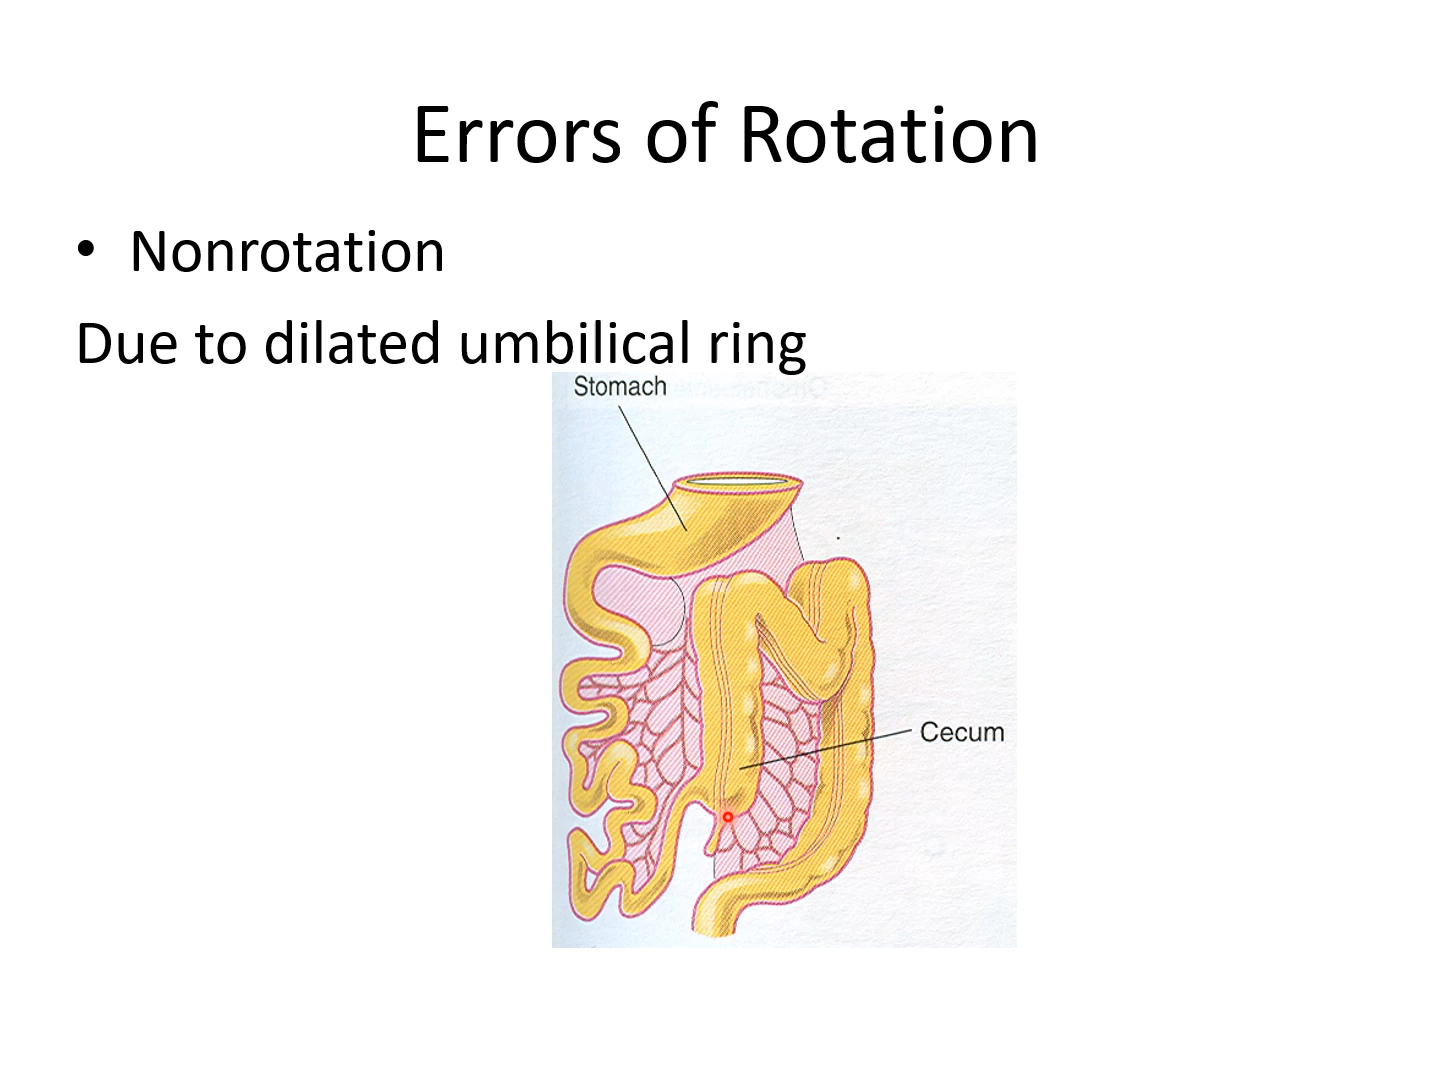 Errors of Rotation
• Nonrotation
Due to dilated umbilical ring
Stomach
Cecum